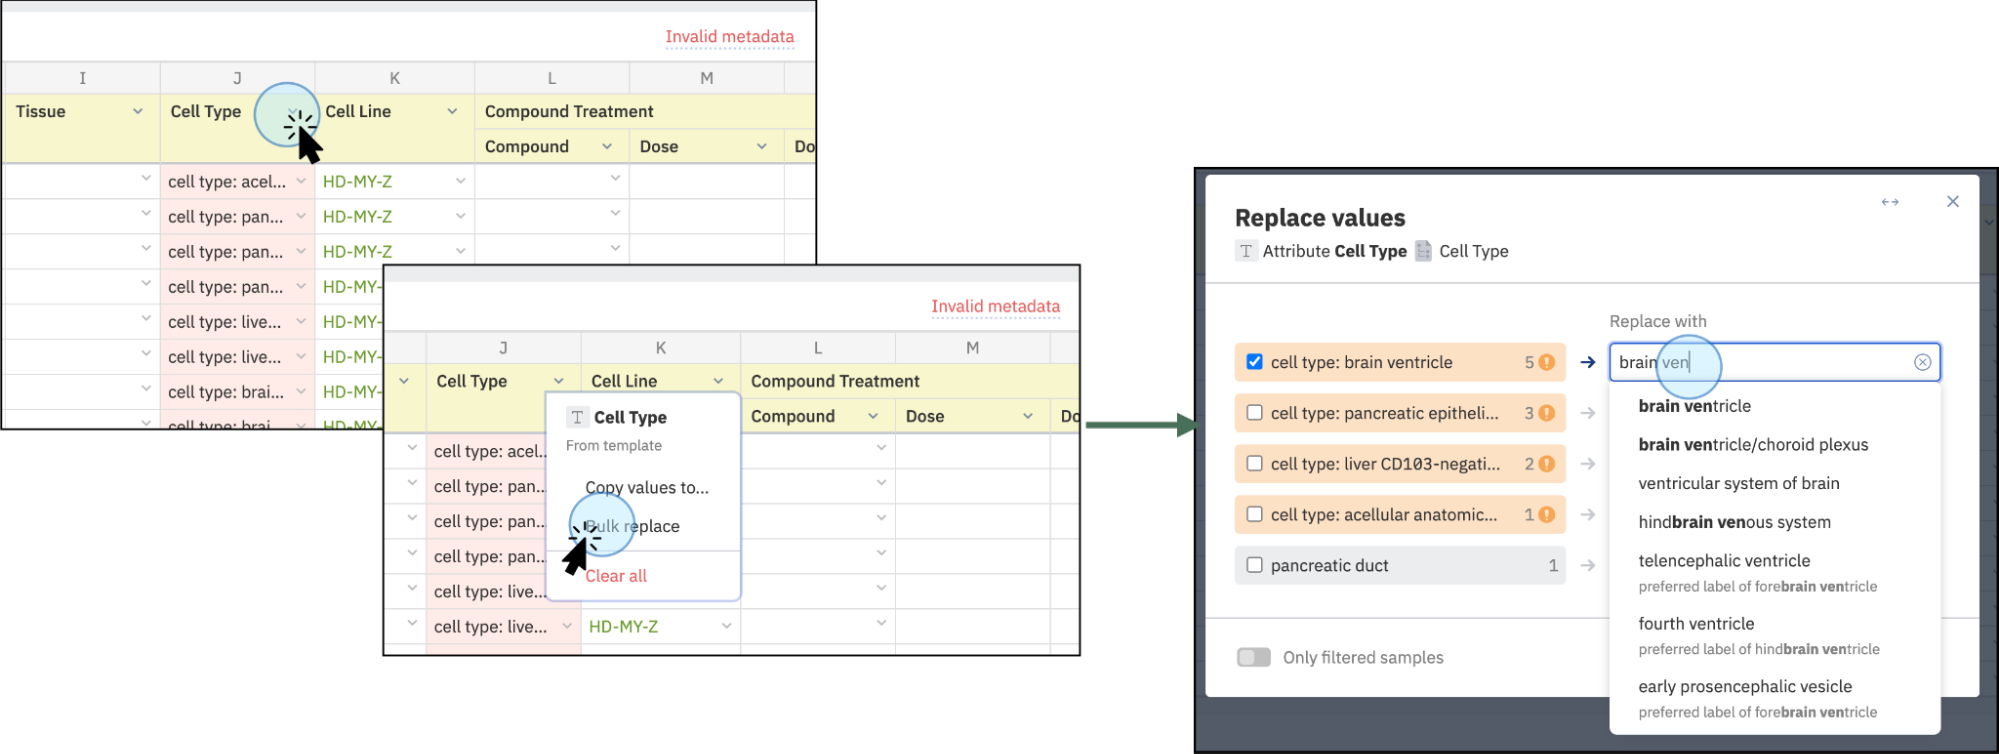 Invalid metadata
I J K L M
Tissue Cell Type Cell Line Compound Treatment
Compound Dose Do
cell type: acel... HD-MY-Z
cell type: pan... HD-MY-Z
cell type: pan... HD-MY-Z
cell type: pan... HD-MY-
cell type: live... HD-MY-
cell type: live... HD-MY-
cell type: brai... HD-MY-
cell type: brai... HD-MY-
Invalid metadata
J K L M
Cell Type Cell Line Compound Treatment
Compound Dose Do
cell type: acel...
cell type: pan...
cell type: pan...
cell type: pan...
cell type: live...
cell type: live... HD-MY-Z
T Cell Type
From template
Copy values to...
Bulk replace
Clear all
Replace values
T Attribute Cell Type Cell Type
Replace with
cell type: brain ventricle 5 brain ven
cell type: pancreatic epitheli... 3
cell type: liver CD103-negati... 2
cell type: acellular anatomic... 1
pancreatic duct 1
brain ventricle
brain ventricle/choroid plexus
ventricular system of brain
hindbrain venous system
telencephalic ventricle
preferred label of forebrain ventricle
fourth ventricle
preferred label of hindbrain ventricle
early prosencephalic vesicle
preferred label of forebrain ventricle
Only filtered samples